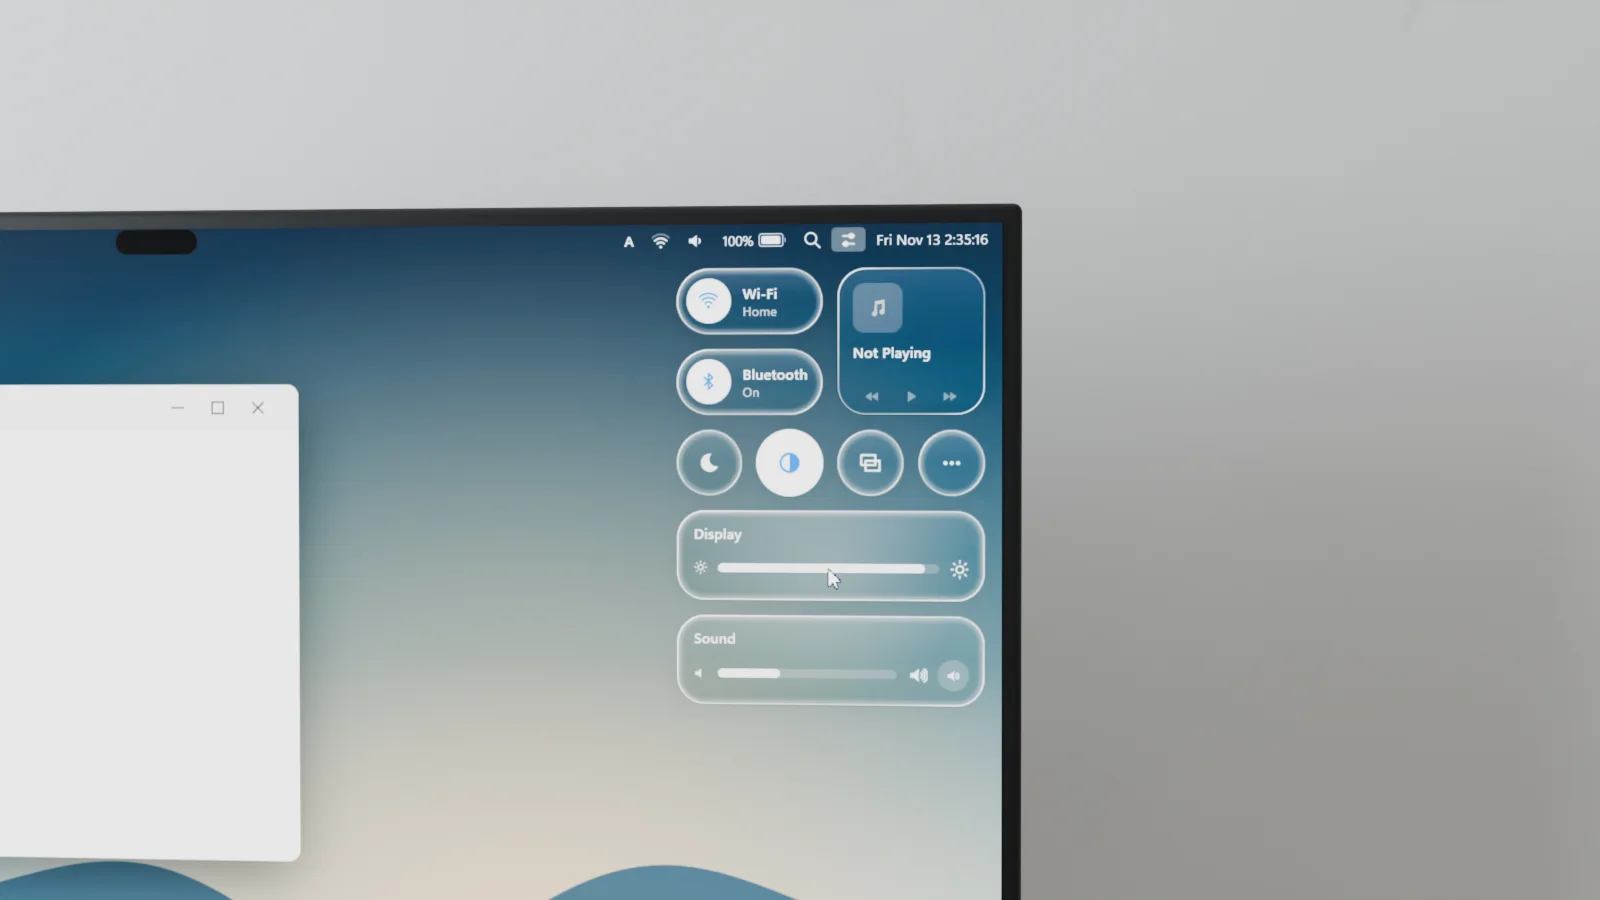 A 100% Fri Nov 13 2:35:16
Wi-Fi
Home
Not Playing
Bluetooth
On
Display
Sound